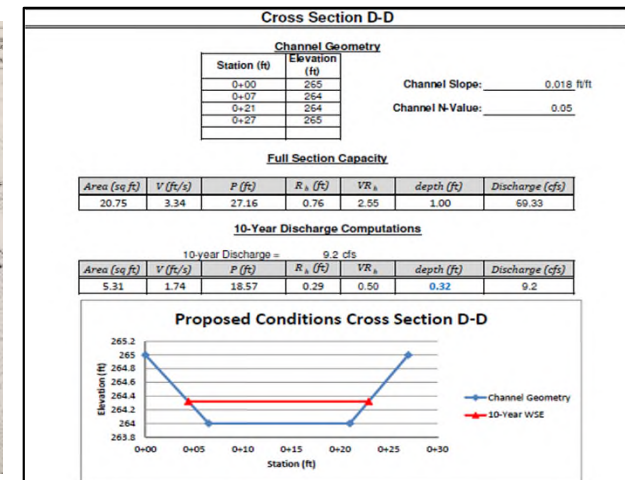 Cross Section D-D
Channel Geometry
Station (ft) Elevation (ft)
0+00 265
0+07 264
0+21 264
0+27 265
Channel Slope: 0.018 ft/ft
Channel N-Value: 0.05
Full Section Capacity
Area (sq ft) V (ft/s) P (ft) R h (ft) VR h depth (ft) Discharge (cfs)
20.75 3.34 27.16 0.76 2.55 1.00 69.33
10-Year Discharge Computations
10-year Discharge = 9.2 cfs
Area (sq ft) V (ft/s) P (ft) R h (ft) VR h depth (ft) Discharge (cfs)
5.31 1.74 18.57 0.29 0.50 0.32 9.2
Proposed Conditions Cross Section D-D
265.2
265
264.8
264.6
264.4
264.2
264
263.8
Elevation (ft)
0+00 0+05 0+10 0+15 0+20 0+25 0+30
Station (ft)
Channel Geometry
10-Year WSE